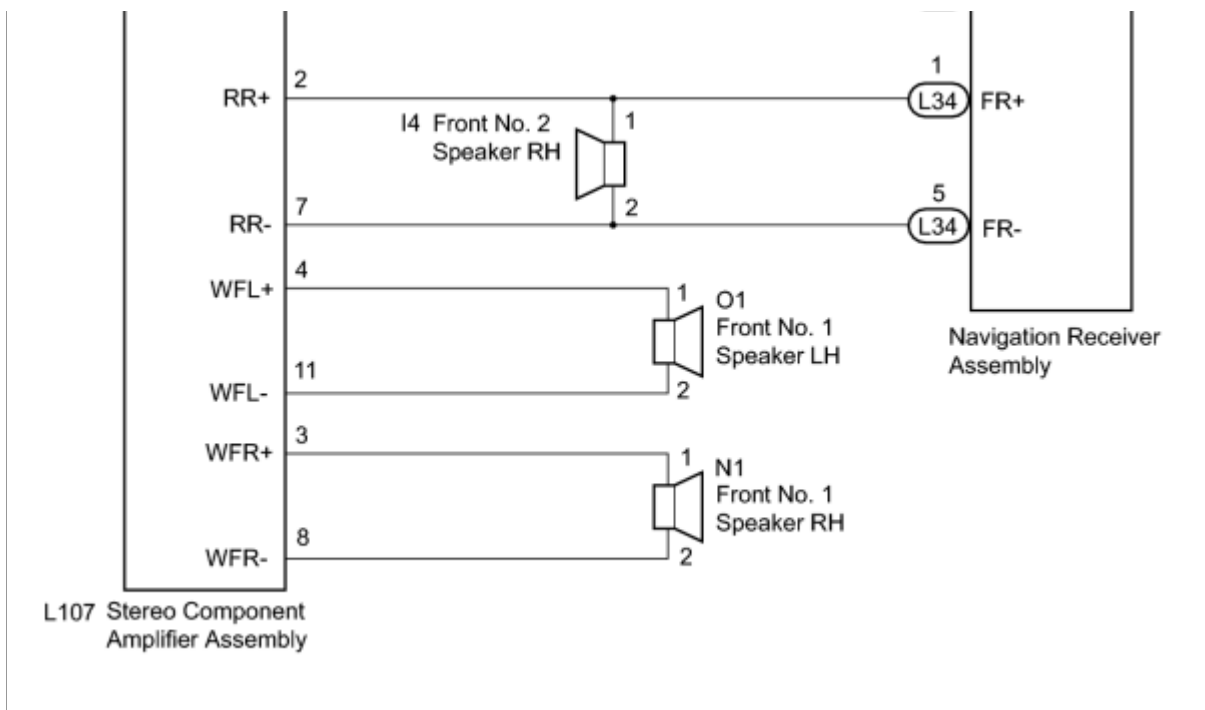 1
2
RR+
L34
FR+
I4 Front No. 2
Speaker RH
1
2
5
7
RR-
L34
FR-
4
WFL+
1
O1
Front No. 1
Speaker LH
2
Navigation Receiver
Assembly
11
WFL-
3
WFR+
1
N1
Front No. 1
Speaker RH
2
8
WFR-
L107 Stereo Component
Amplifier Assembly